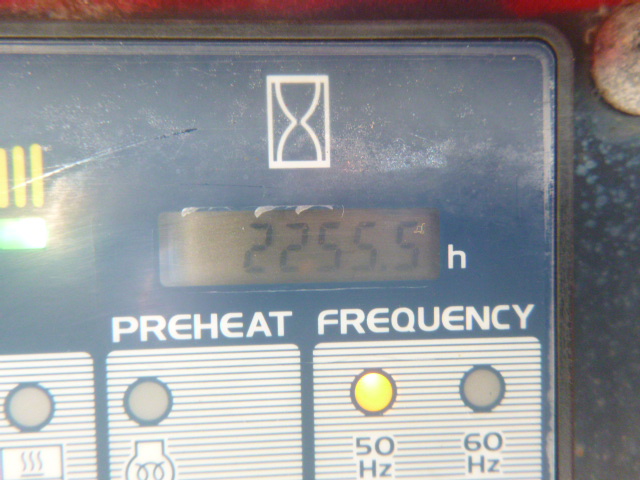 2255.5 h
PREHEAT FREQUENCY
50 Hz
60 Hz